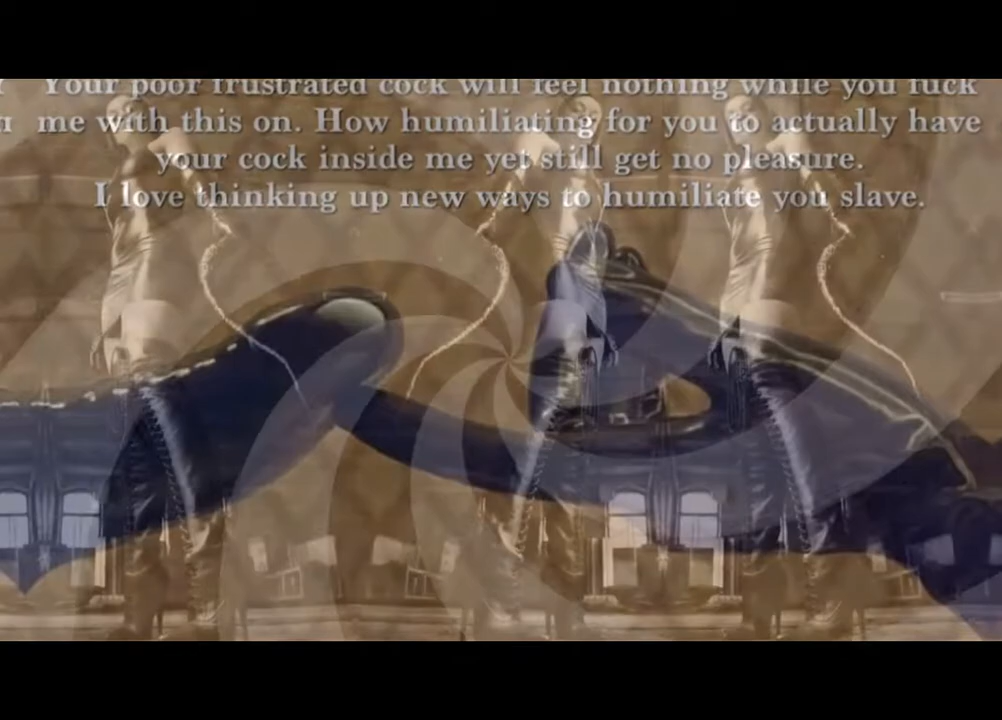 Your poor frustrated cock will feel nothing while you fuck
me with this on. How humiliating for you to actually have
your cock inside me yet still get no pleasure.
I love thinking up new ways to humiliate you slave.